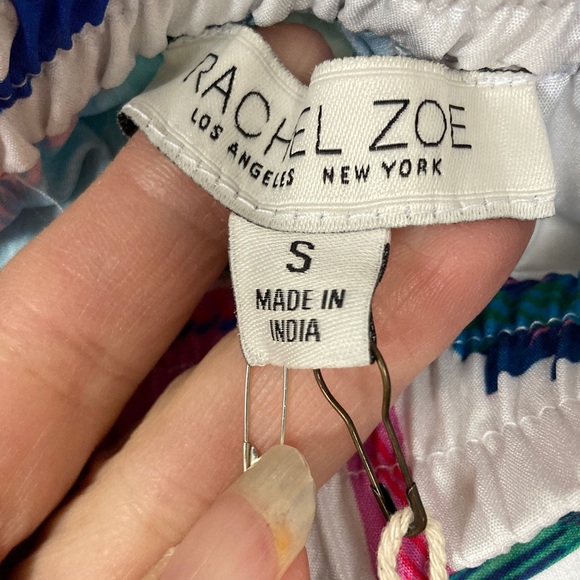 RACHEL ZOE
LOS ANGELES NEW YORK
S
MADE IN
INDIA